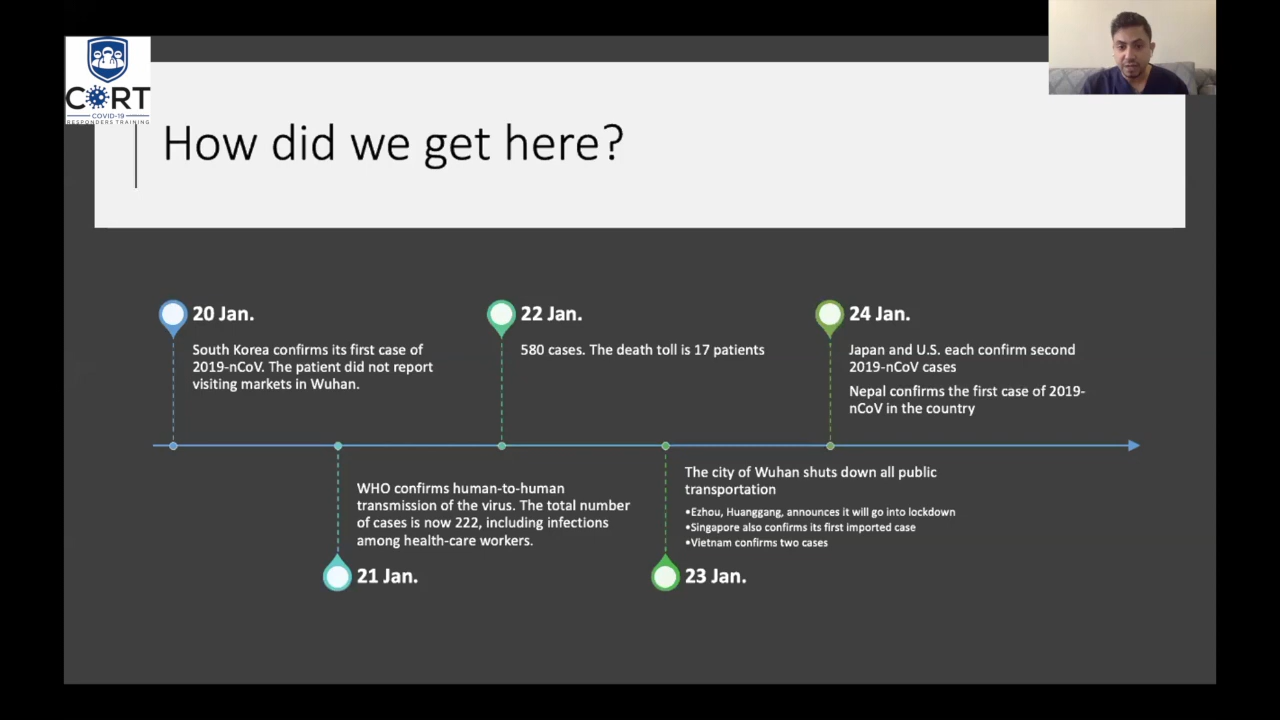 CORT
COVID-19
RESPONDERS TRAINING
How did we get here?
20 Jan.
South Korea confirms its first case of
2019-nCoV. The patient did not report
visiting markets in Wuhan.
22 Jan.
580 cases. The death toll is 17 patients
24 Jan.
Japan and U.S. each confirm second
2019-nCoV cases
Nepal confirms the first case of 2019-
nCoV in the country
WHO confirms human-to-human
transmission of the virus. The total number
of cases is now 222, including infections
among health-care workers.
21 Jan.
The city of Wuhan shuts down all public
transportation
•Ezhou, Huanggang, announces it will go into lockdown
•Singapore also confirms its first imported case
•Vietnam confirms two cases
23 Jan.